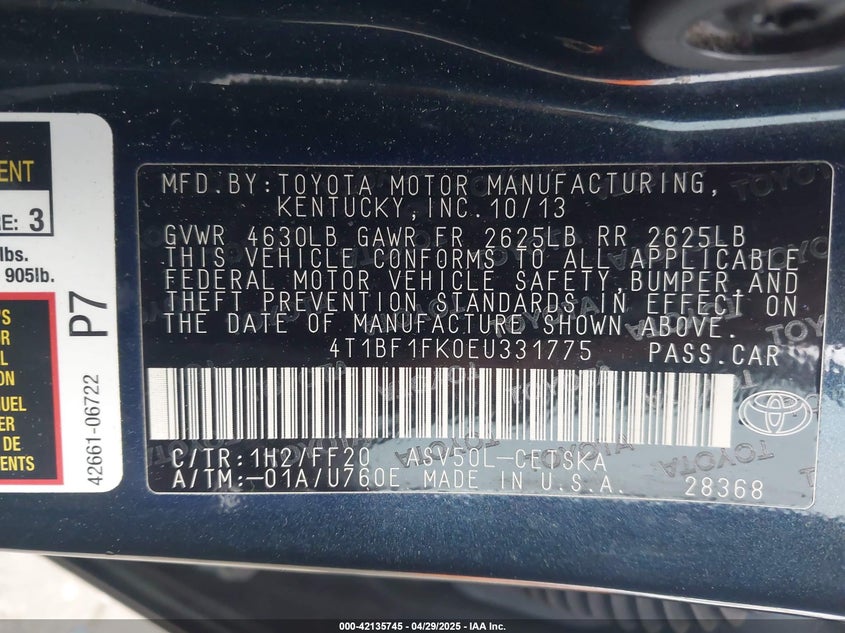 ENT
RE: 3
lbs.
905lb.
P7
42661-06722
MFD.BY:TOYOTA MOTOR MANUFACTURING,
KENTUCKY,INC.10/13
GVWR 4630LB GAWR FR 2625LB RR 2625LB
THIS VEHICLE CONFORMS TO ALL APPLICABLE
FEDERAL MOTOR VEHICLE SAFETY,BUMPER,AND
THEFT PREVENTION STANDARDS IN EFFECT ON
THE DATE OF MANUFACTURE SHOWN ABOVE.
4T1BF1FK0EU331775 PASS.CAR
C/TR:1H2/FF20 ASV50L-CETSKA
A/TM:-01A/U760E MADE IN U.S.A. 28368
000-42135745 - 04/29/2025 - IAA Inc.